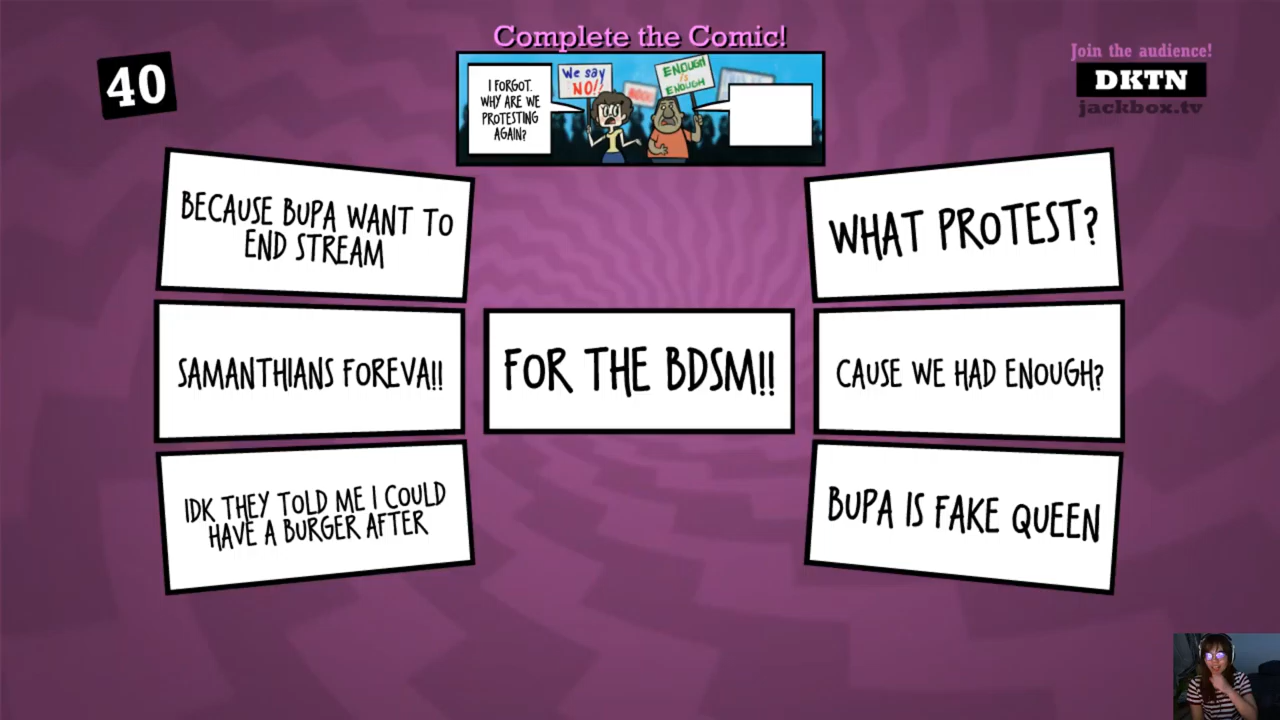 Complete the Comic!
40
Join the audience!
DKTN
jackbox.tv
I FORGOT.
WHY ARE WE
PROTESTING
AGAIN?
We say
NO!!
ENOUGH
IS
ENOUGH
BECAUSE BUPA WANT TO
END STREAM
WHAT PROTEST?
SAMANTHIANS FOREVA!!
FOR THE BDSM!!
CAUSE WE HAD ENOUGH?
IDK THEY TOLD ME I COULD
HAVE A BURGER AFTER
BUPA IS FAKE QUEEN